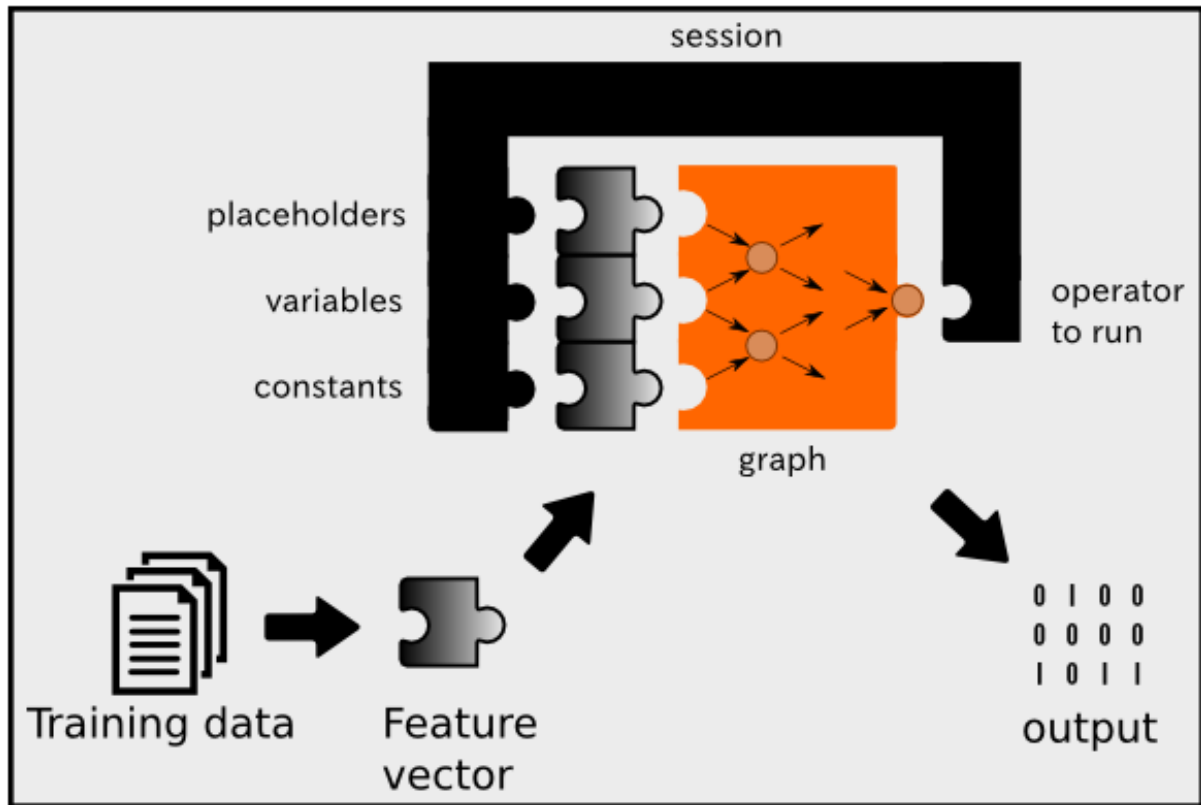 session
placeholders
variables
constants
operator
to run
graph
Training data
Feature
vector
0 1 0 0
0 0 0 0
1 0 1 1
output